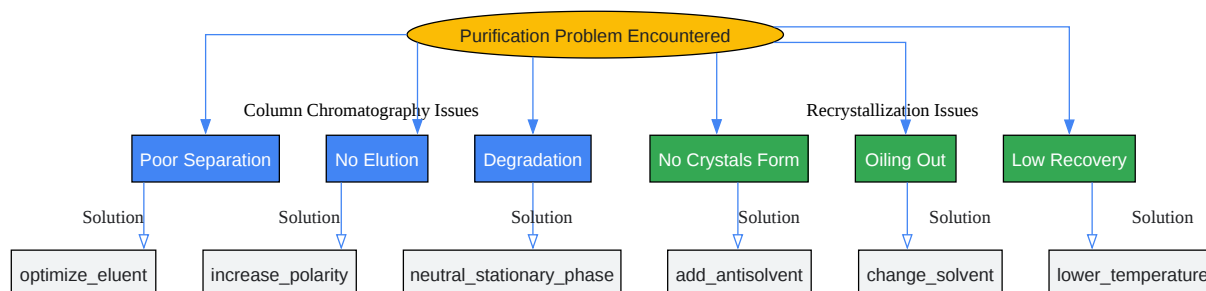 Purification Problem Encountered
Column Chromatography Issues
Recrystallization Issues
Poor Separation
No Elution
Degradation
No Crystals Form
Oiling Out
Low Recovery
Solution
Solution
Solution
Solution
Solution
Solution
optimize_eluent
increase_polarity
neutral_stationary_phase
add_antisolvent
change_solvent
lower_temperature